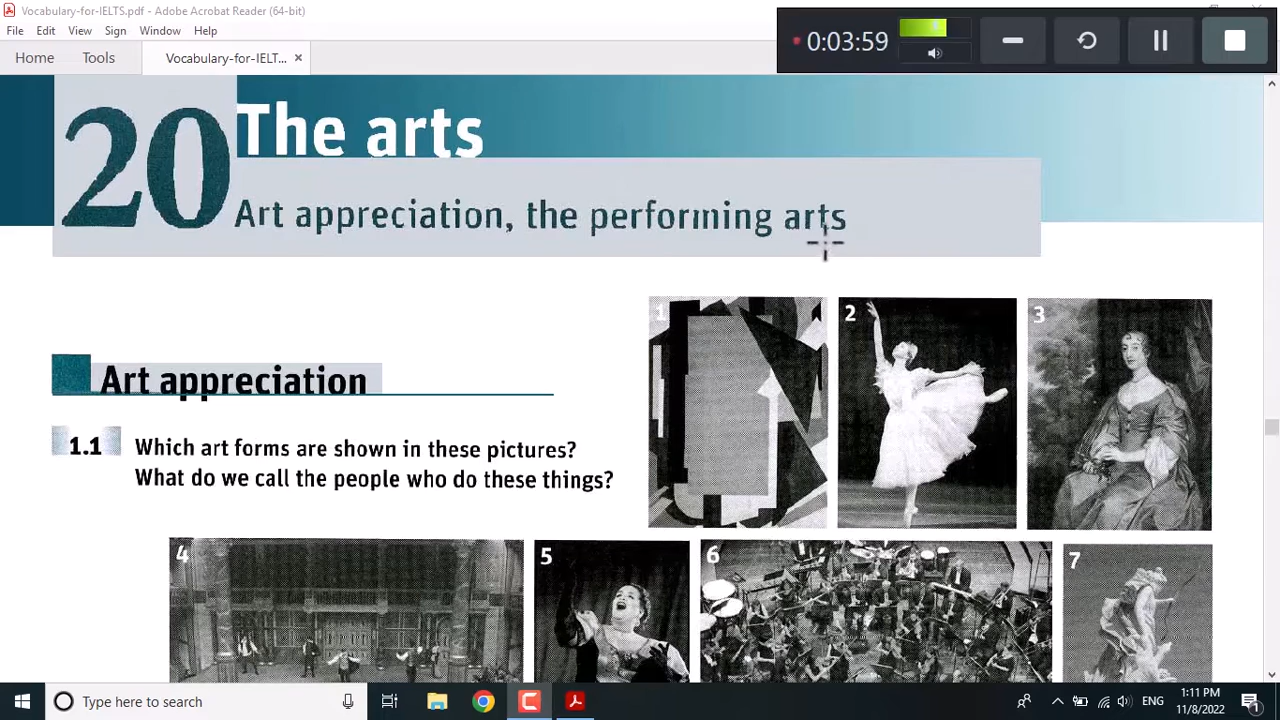 Vocabulary-for-IELTS.pdf - Adobe Acrobat Reader (64-bit)
File Edit View Sign Window Help
0:03:59
Home Tools Vocabulary-for-IELT... ×
20 The arts
Art appreciation, the performing arts
Art appreciation
1.1 Which art forms are shown in these pictures?
What do we call the people who do these things?
1
2
3
4
5
6
7
Type here to search
ENG
1:11 PM
11/8/2022
1